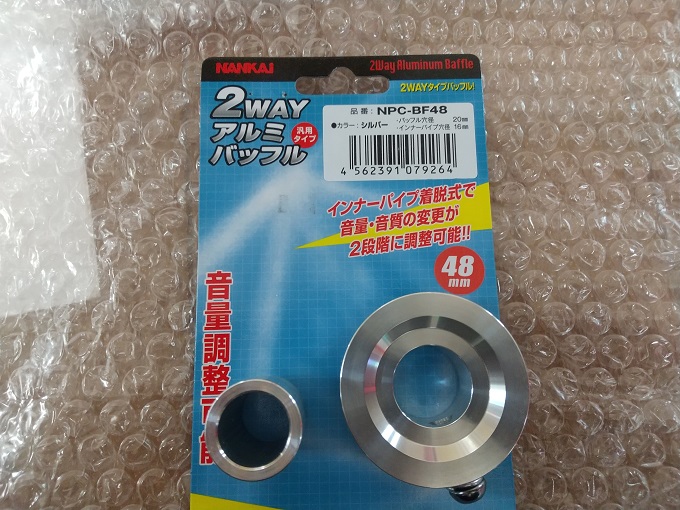 NANKAI
2Way Aluminum Baffle
2WAYタイプバッフル!
2WAY
アルミ
バッフル
汎用
タイプ
品 番: NPC-BF48
●カラー: シルバー
・バッフル穴径 20mm
・インナーパイプ穴径 16mm
4 562391 079264
インナーパイプ着脱式で
音量・音質の変更が
2段階に調整可能!!
48
mm
音量調整可能